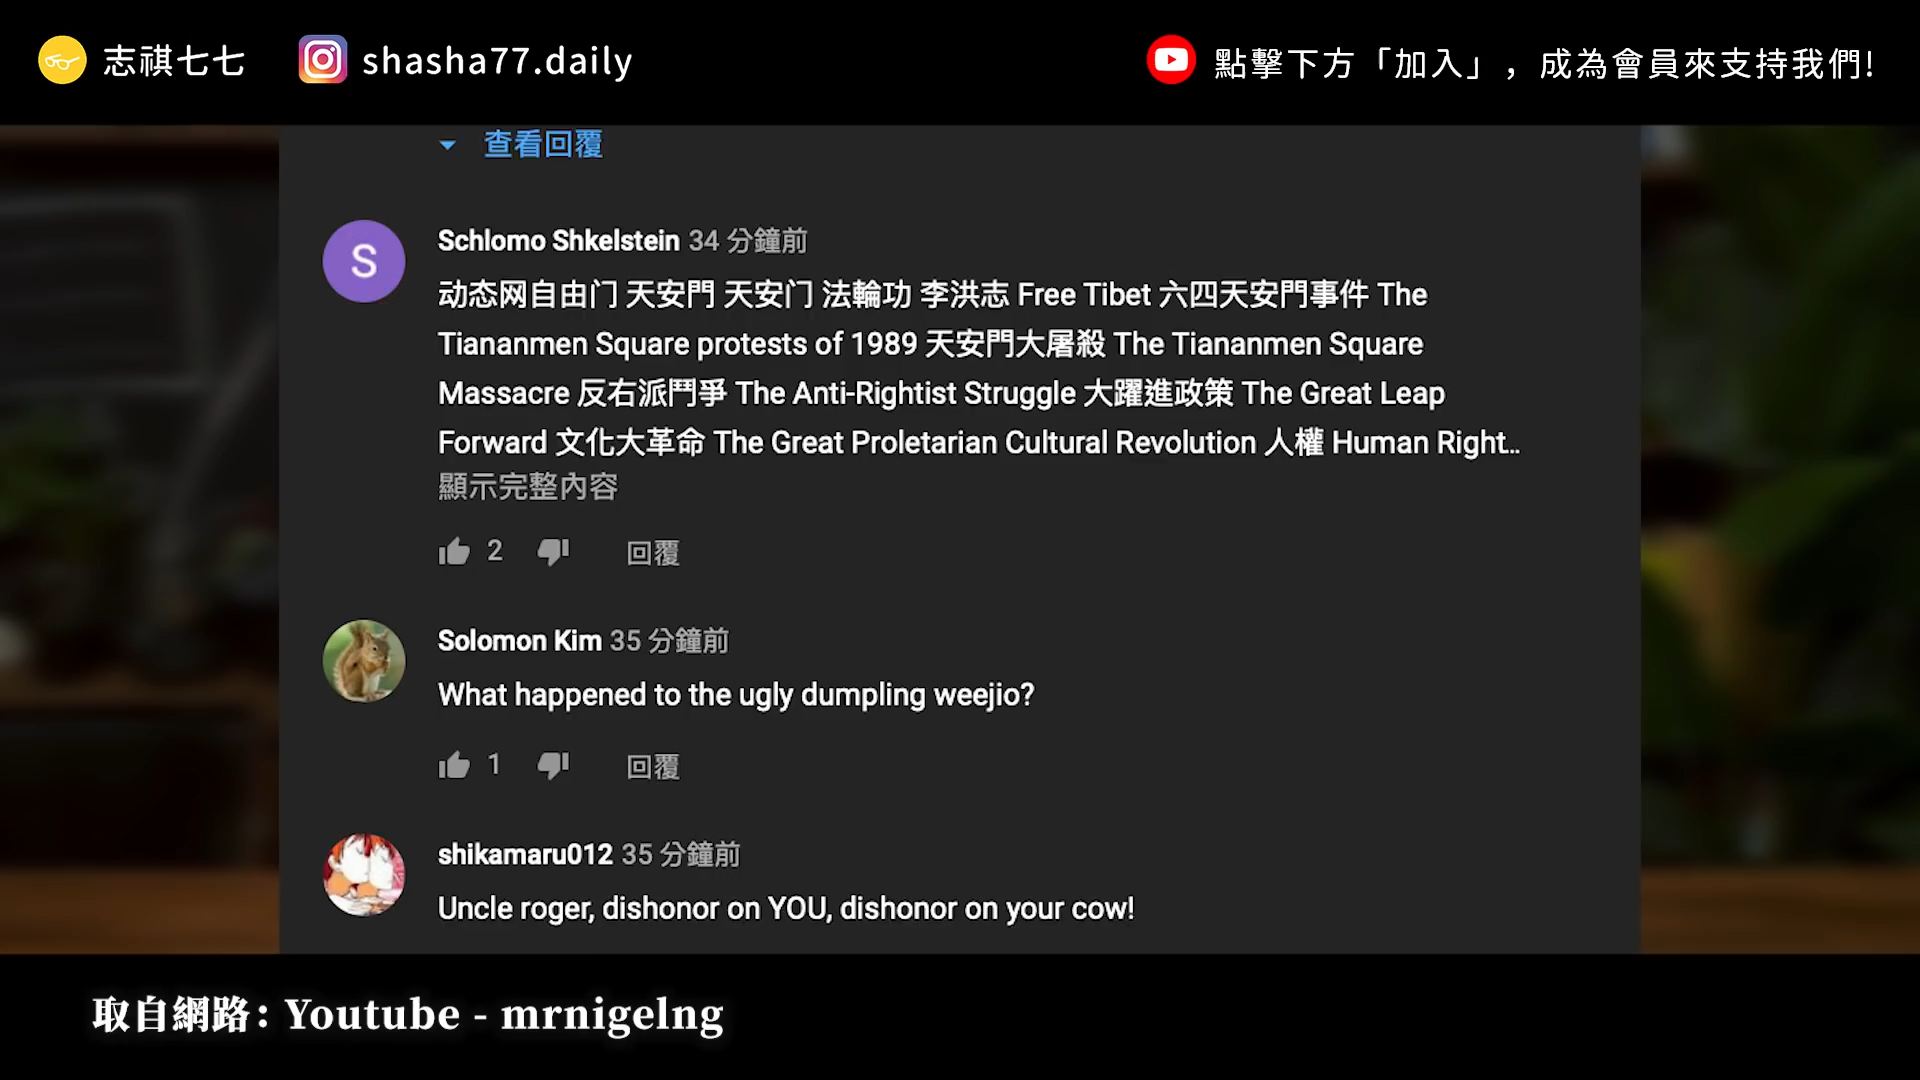 志祺七七
shasha77.daily
點擊下方「加入」，成為會員來支持我們!
查看回覆
S
Schlomo Shkelstein 34 分鐘前
动态网自由门 天安門 天安门 法輪功 李洪志 Free Tibet 六四天安門事件 The
Tiananmen Square protests of 1989 天安門大屠殺 The Tiananmen Square
Massacre 反右派鬥爭 The Anti-Rightist Struggle 大躍進政策 The Great Leap
Forward 文化大革命 The Great Proletarian Cultural Revolution 人權 Human Right...
顯示完整內容
2 回覆
Solomon Kim 35 分鐘前
What happened to the ugly dumpling weejio?
1 回覆
shikamaru012 35 分鐘前
Uncle roger, dishonor on YOU, dishonor on your cow!
取自網路：Youtube - mrnigelng